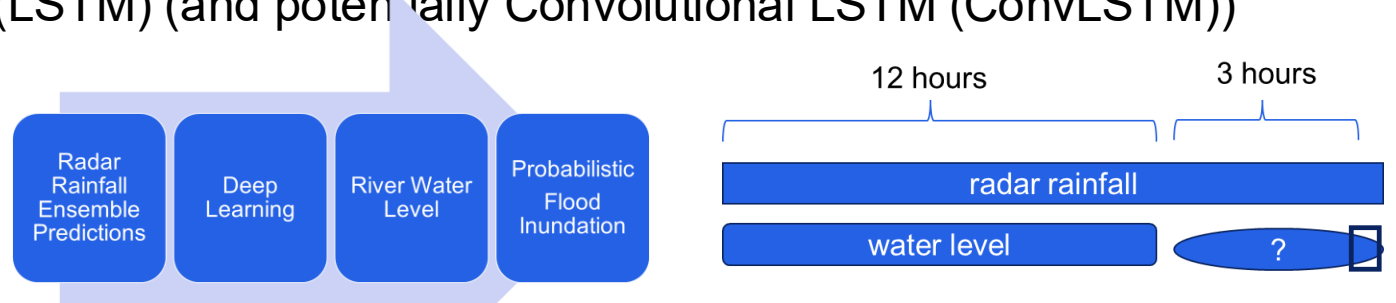 (LSTM) (and potentially Convolutional LSTM (ConvLSTM))
Radar
Rainfall
Ensemble
Predictions
Deep
Learning
River Water
Level
Probabilistic
Flood
Inundation
12 hours
3 hours
radar rainfall
water level
?